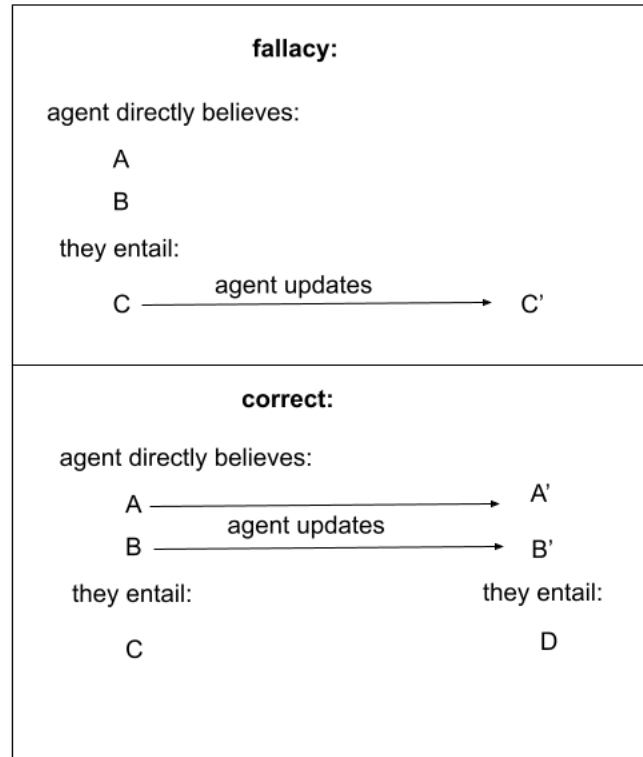 fallacy:
agent directly believes:
A
B
they entail:
agent updates
C C’
correct:
agent directly believes:
A A’
agent updates
B B’
they entail: they entail:
C D